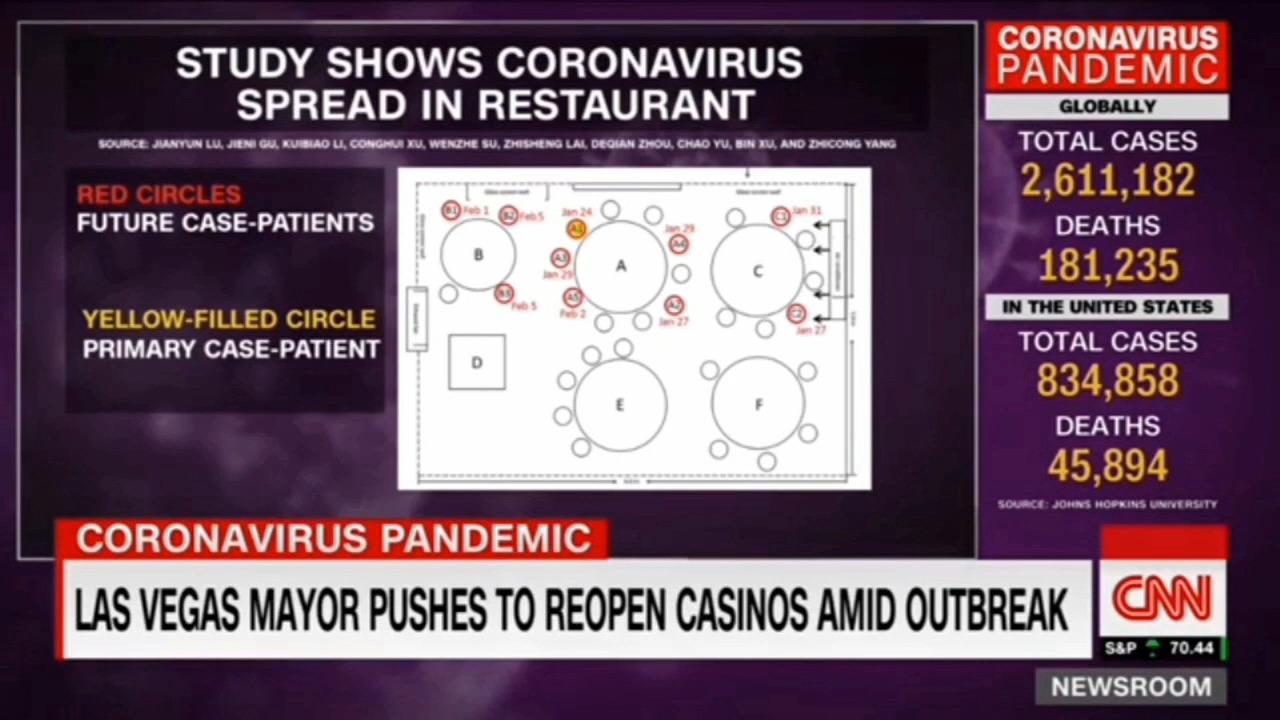 STUDY SHOWS CORONAVIRUS
SPREAD IN RESTAURANT
SOURCE: JIANYUN LU, JIENI GU, KUIBIAO LI, CONGHUI XU, WENZHE SU, ZHISHENG LAI, DEQIAN ZHOU, CHAO YU, BIN XU, AND ZHICONG YANG
RED CIRCLES
FUTURE CASE-PATIENTS
YELLOW-FILLED CIRCLE
PRIMARY CASE-PATIENT
B1 Feb 1
B2 Feb 5
B3
Feb 5
B
Jan 24
A1
A3
Jan 29
A5
Feb 2
A
Jan 29
A4
A2
Jan 27
C1 Jan 31
C
C2
Jan 27
D
E
F
CORONAVIRUS
PANDEMIC
GLOBALLY
TOTAL CASES
2,611,182
DEATHS
181,235
IN THE UNITED STATES
TOTAL CASES
834,858
DEATHS
45,894
SOURCE: JOHNS HOPKINS UNIVERSITY
CORONAVIRUS PANDEMIC
LAS VEGAS MAYOR PUSHES TO REOPEN CASINOS AMID OUTBREAK
CNN
S&P 70.44
NEWSROOM